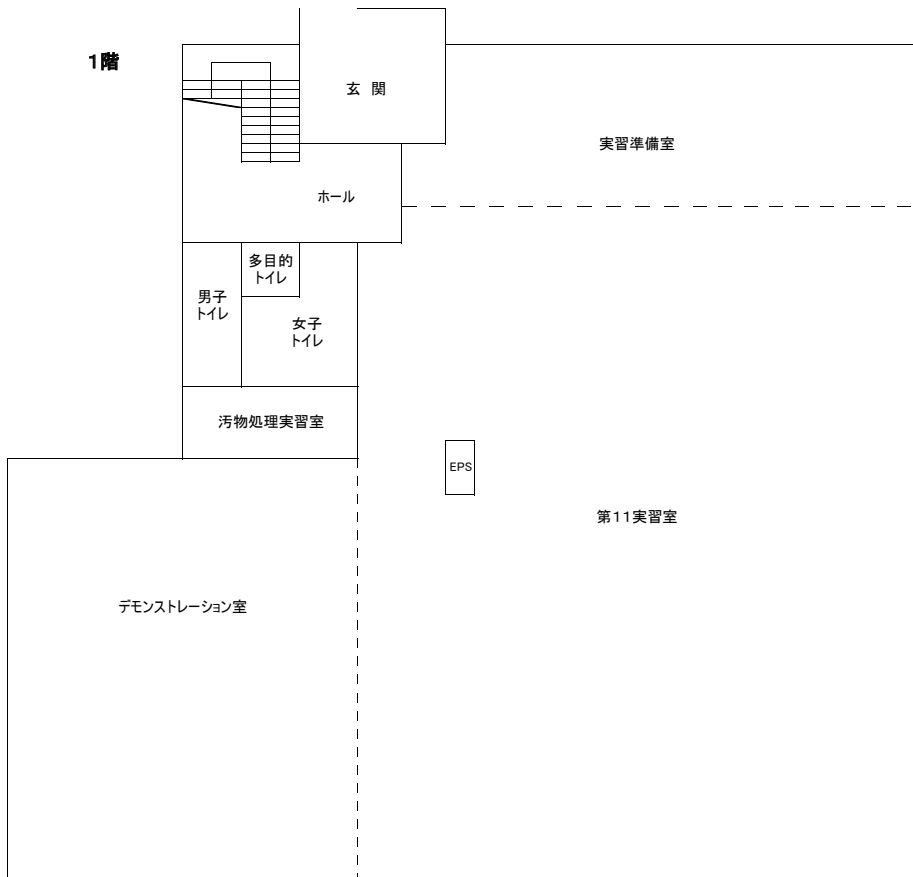 1階
玄 関
実習準備室
ホール
多目的
トイレ
男子
トイレ
女子
トイレ
汚物処理実習室
EPS
第11実習室
デモンストレーション室